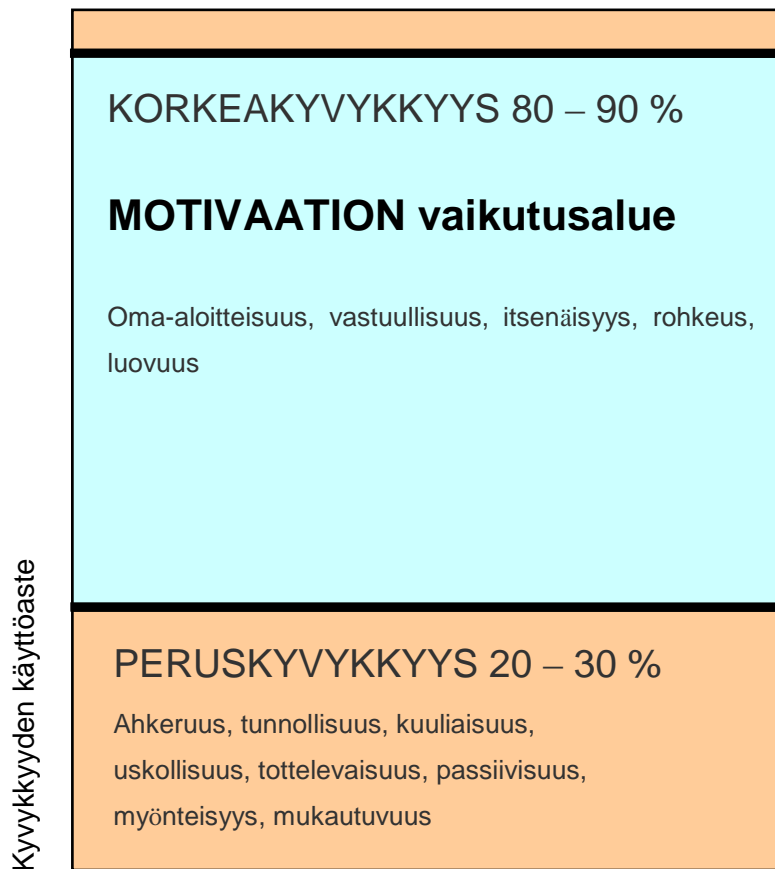 KORKEAKYVYKKYYS 80 – 90 %
MOTIVAATION vaikutusalue
Oma-aloitteisuus, vastuullisuus, itsenäisyys, rohkeus,
luovuus
Kyvykkyyden käyttöaste
PERUSKYVYKKYYS 20 – 30 %
Ahkeruus, tunnollisuus, kuuliaisuus,
uskollisuus, tottelevaisuus, passiivisuus,
myönteisyys, mukautuvuus